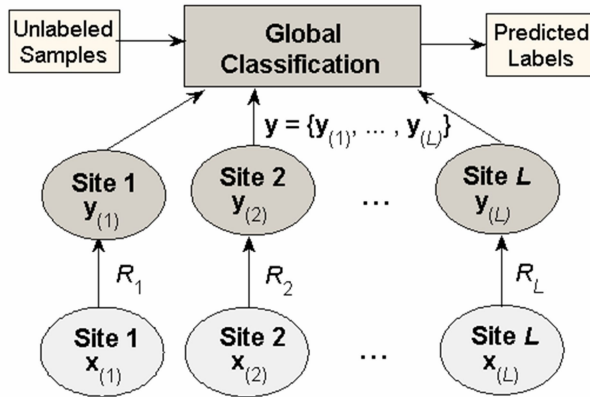 Unlabeled
Samples
Global
Classification
Predicted
Labels
y = {y(1), ... , y(L)}
Site 1
y(1)
Site 2
y(2)
...
Site L
y(L)
R1
R2
RL
Site 1
x(1)
Site 2
x(2)
...
Site L
x(L)